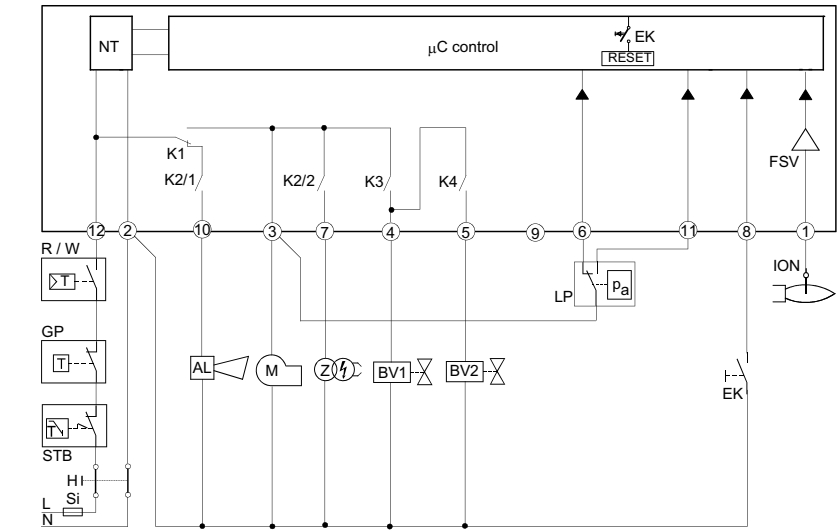 NT
μC control
EK
RESET
K1
K2/1
K2/2
K3
K4
FSV
12
2
10
3
7
4
5
9
6
11
8
1
R / W
T
LP
pa
ION
GP
T
AL
M
Z
BV1
BV2
EK
T
STB
H
Si
L
N